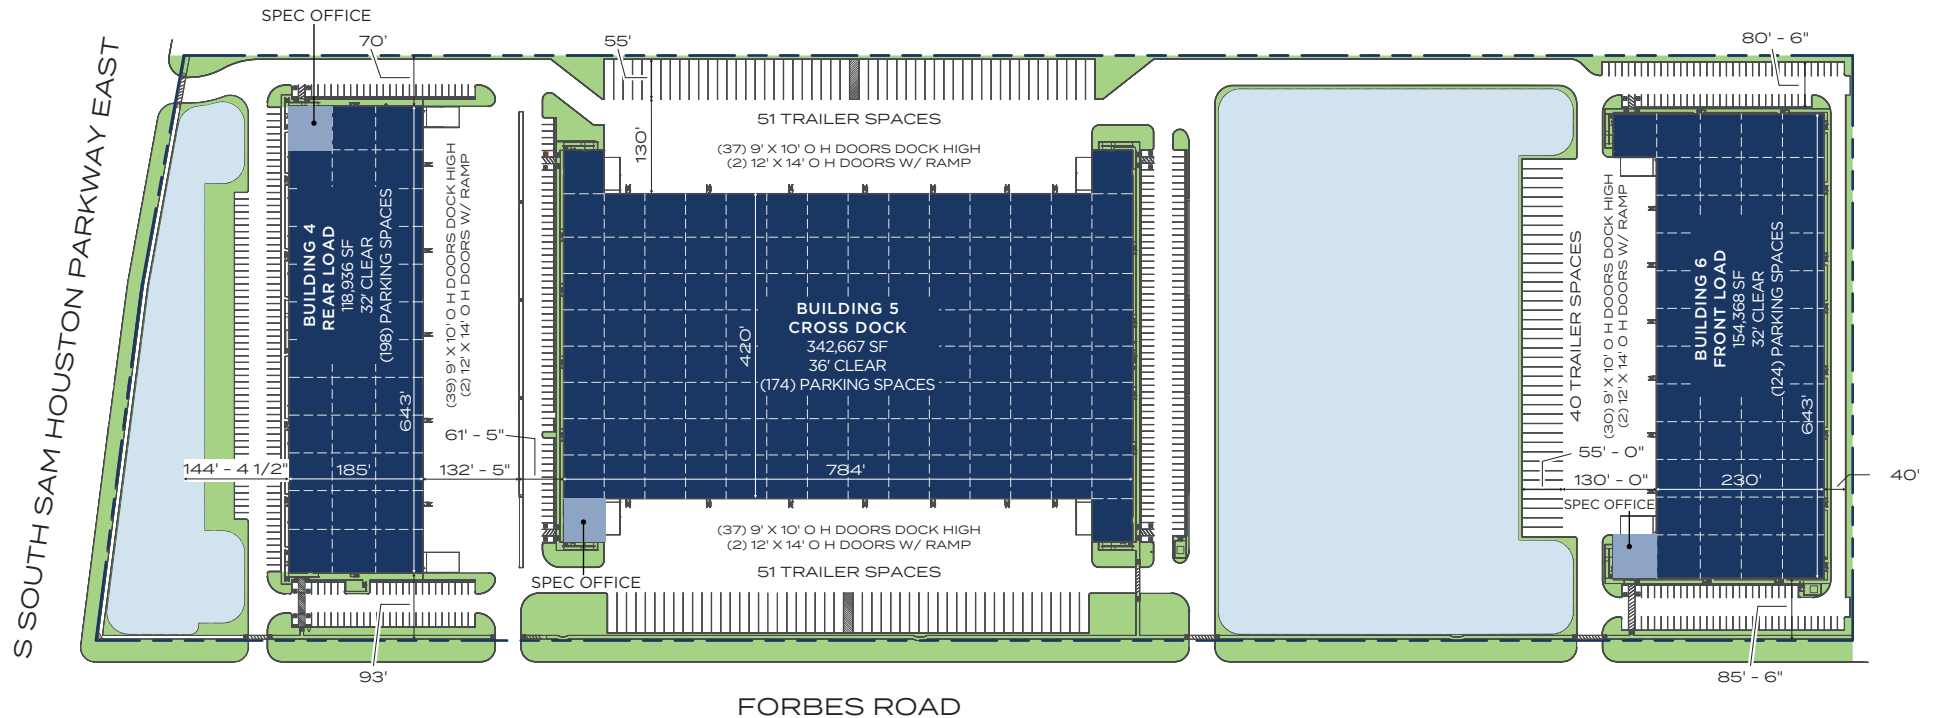 SPEC OFFICE
70'
55'
80' - 6"
S SOUTH SAM HOUSTON PARKWAY EAST
BUILDING 4
REAR LOAD
118,936 SF
32' CLEAR
(198) PARKING SPACES
643'
(39) 9' X 10' O H DOORS DOCK HIGH
(2) 12' X 14' O H DOORS W/ RAMP
144' - 4 1/2"
185'
132' - 5"
61' - 5"
93'
51 TRAILER SPACES
130'
(37) 9' X 10' O H DOORS DOCK HIGH
(2) 12' X 14' O H DOORS W/ RAMP
BUILDING 5
CROSS DOCK
342,667 SF
36' CLEAR
(174) PARKING SPACES
420'
784'
(37) 9' X 10' O H DOORS DOCK HIGH
(2) 12' X 14' O H DOORS W/ RAMP
51 TRAILER SPACES
SPEC OFFICE
40 TRAILER SPACES
(30) 9' X 10' O H DOORS DOCK HIGH
(2) 12' X 14' O H DOORS W/ RAMP
BUILDING 6
FRONT LOAD
154,368 SF
32' CLEAR
(124) PARKING SPACES
643'
55' - 0"
130' - 0"
230'
40'
SPEC OFFICE
85' - 6"
FORBES ROAD